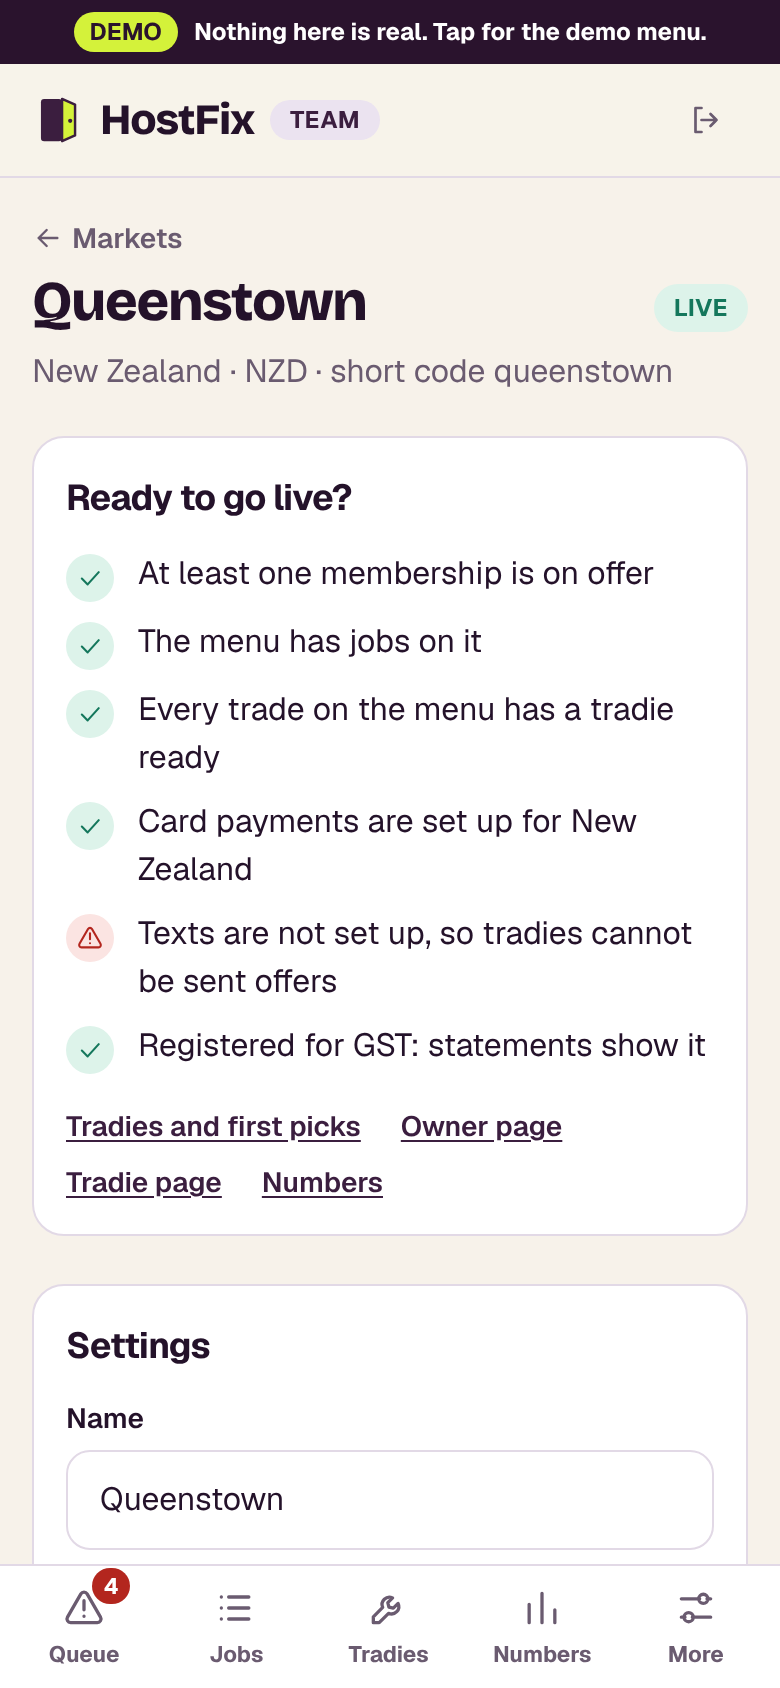 DEMO Nothing here is real. Tap for the demo menu.
HostFix TEAM
Markets
Queenstown LIVE
New Zealand · NZD · short code queenstown
Ready to go live?
At least one membership is on offer
The menu has jobs on it
Every trade on the menu has a tradie
ready
Card payments are set up for New
Zealand
Texts are not set up, so tradies cannot
be sent offers
Registered for GST: statements show it
Tradies and first picks Owner page
Tradie page Numbers
Settings
Name
Queenstown
4
Queue Jobs Tradies Numbers More